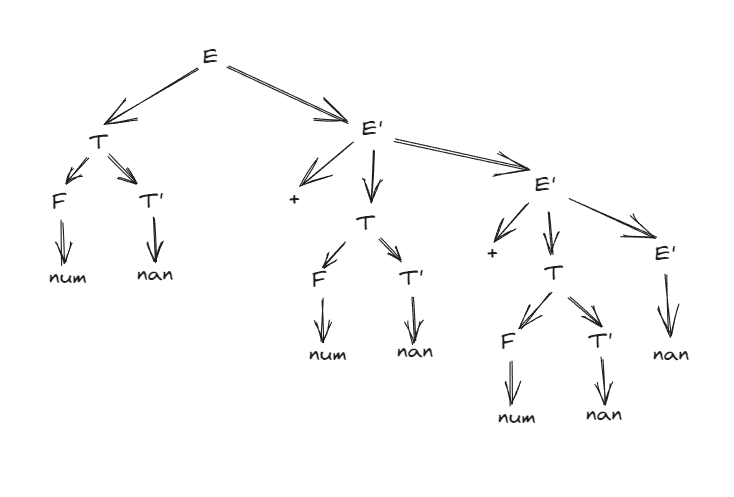 E
T E'
F T' + T E'
num nan F T' + T E'
num nan F T' nan
num nan